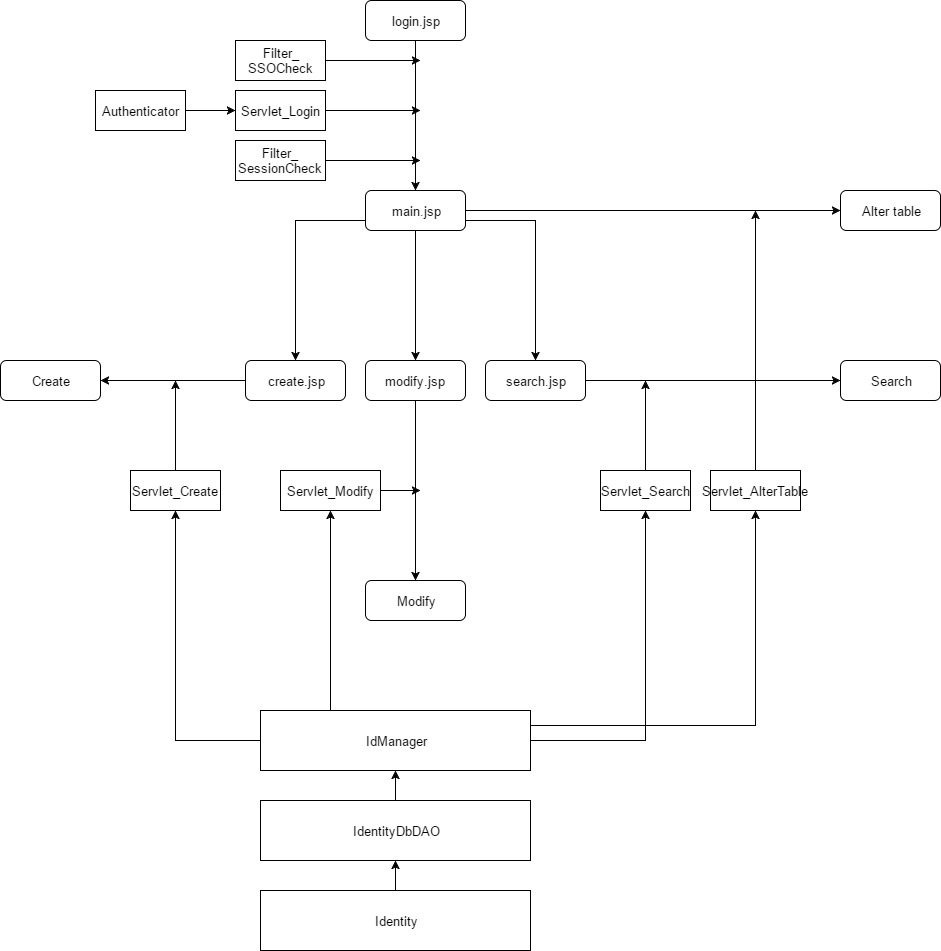 login.jsp
Filter_
SSOCheck
Authenticator
Servlet_Login
Filter_
SessionCheck
main.jsp
Alter table
Create
create.jsp
modify.jsp
search.jsp
Search
Servlet_Create
Servlet_Modify
Servlet_Search
Servlet_AlterTable
Modify
IdManager
IdentityDbDAO
Identity